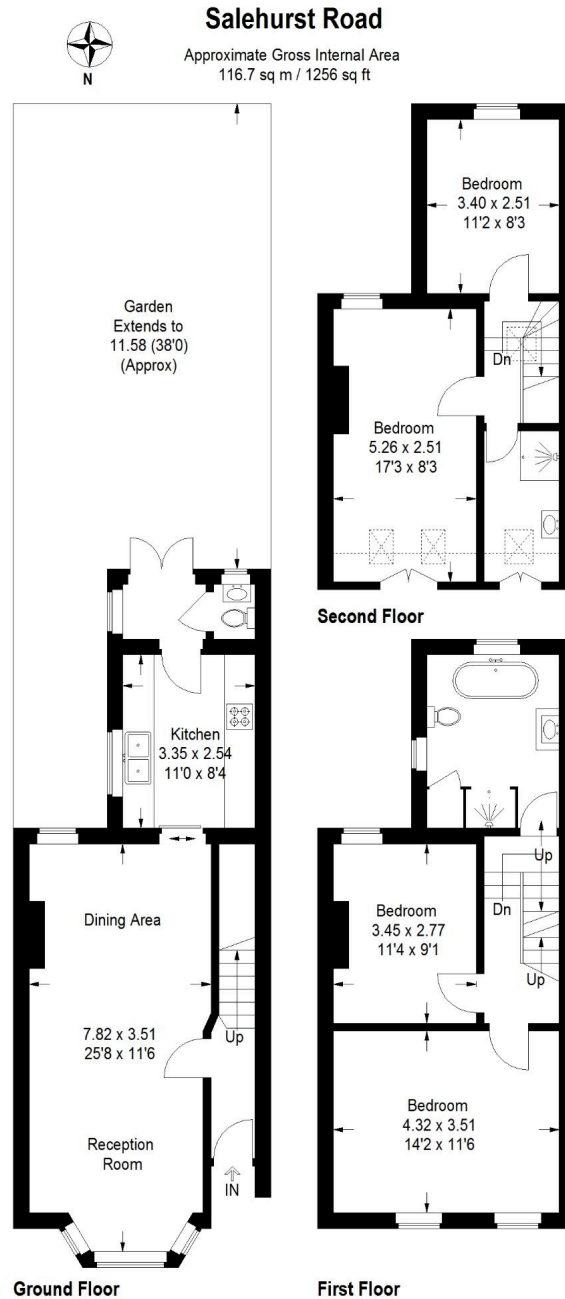 Salehurst Road
Approximate Gross Internal Area
116.7 sq m / 1256 sq ft
N
Garden
Extends to
11.58 (38'0)
(Approx)
Kitchen
3.35 x 2.54
11'0 x 8'4
Dining Area
7.82 x 3.51
25'8 x 11'6
Up
Reception
Room
IN
Ground Floor
Bedroom
3.40 x 2.51
11'2 x 8'3
Dn
Bedroom
5.26 x 2.51
17'3 x 8'3
Second Floor
Up
Dn
Bedroom
3.45 x 2.77
11'4 x 9'1
Up
Bedroom
4.32 x 3.51
14'2 x 11'6
First Floor